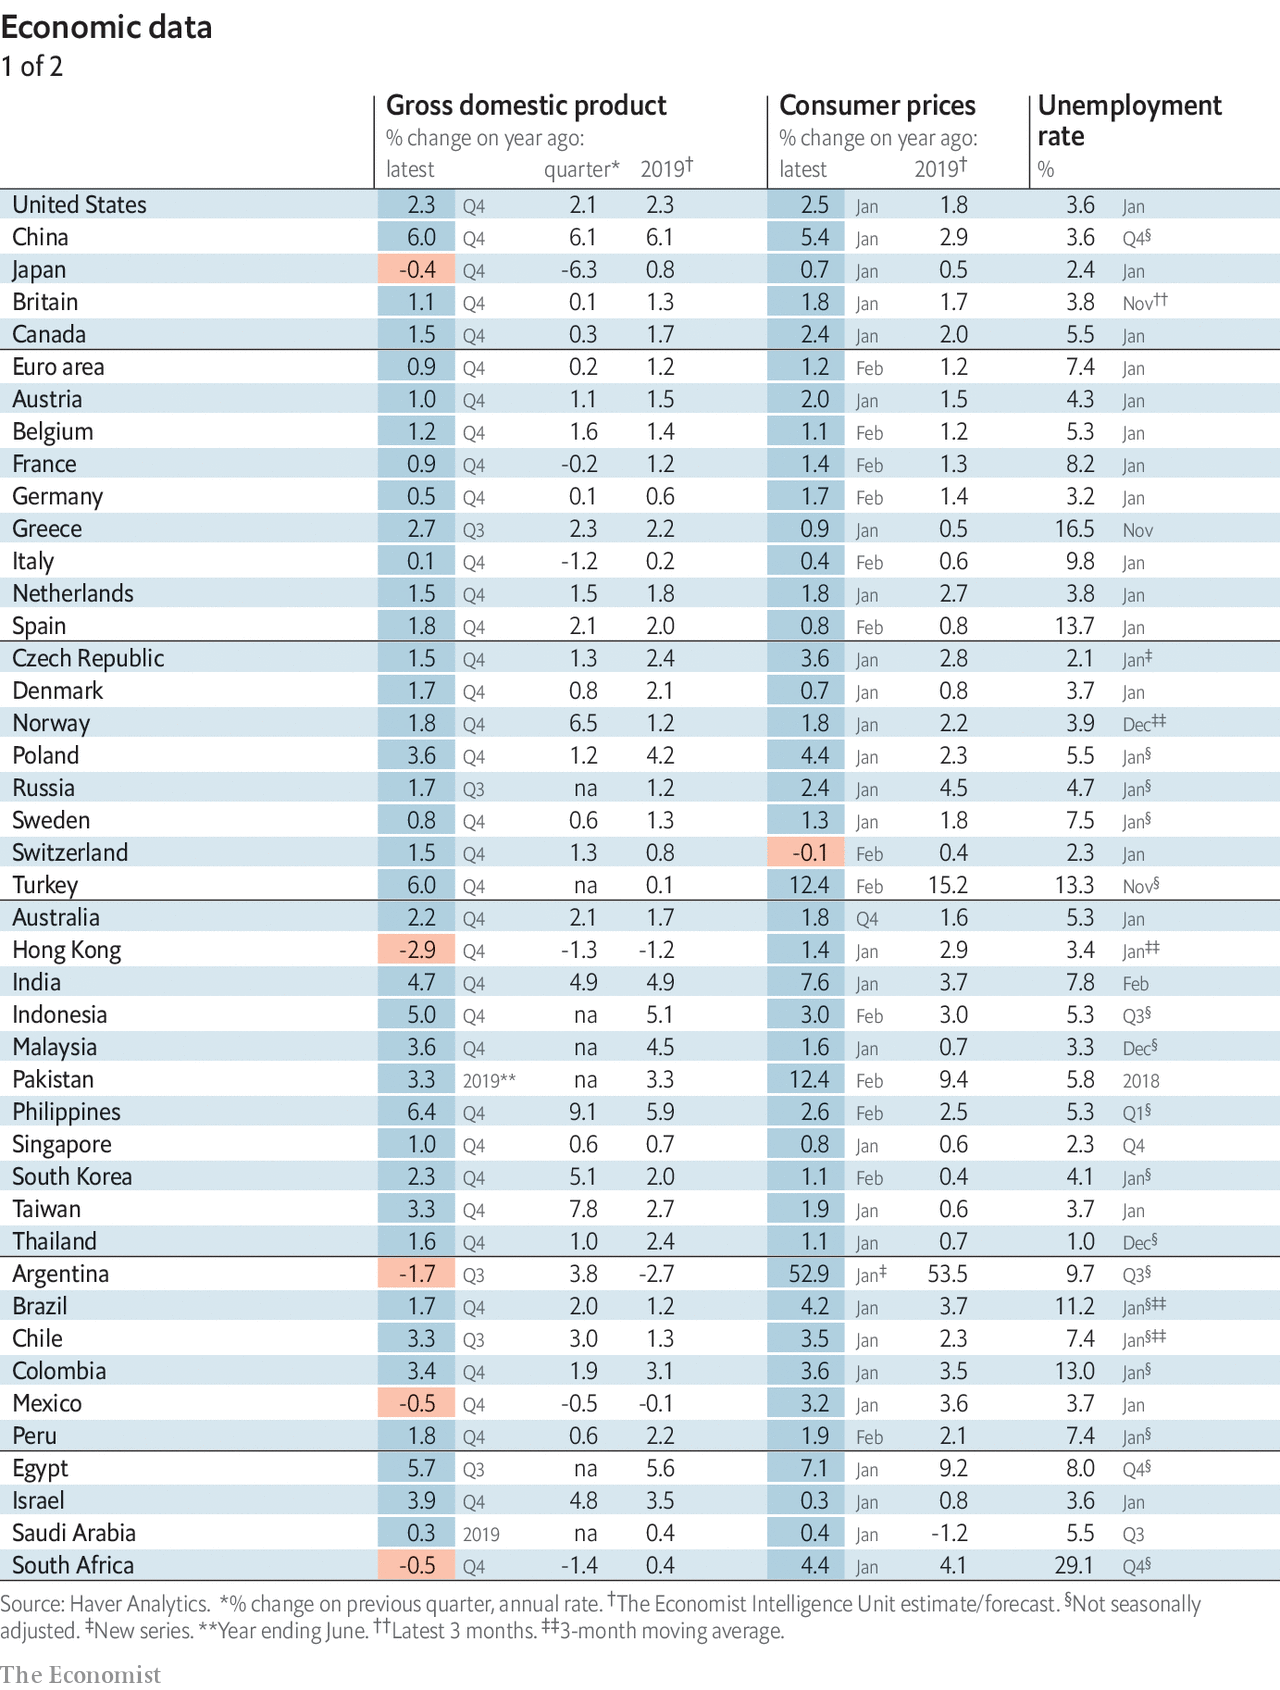 Economic data
1 of 2
Gross domestic product Consumer prices Unemployment
% change on year ago: % change on year ago: rate
latest quarter* 2019† latest 2019† %
United States 2.3 Q4 2.1 2.3 2.5 Jan 1.8 3.6 Jan
China 6.0 Q4 6.1 6.1 5.4 Jan 2.9 3.6 Q4§
Japan -0.4 Q4 -6.3 0.8 0.7 Jan 0.5 2.4 Jan
Britain 1.1 Q4 0.1 1.3 1.8 Jan 1.7 3.8 Nov††
Canada 1.5 Q4 0.3 1.7 2.4 Jan 2.0 5.5 Jan
Euro area 0.9 Q4 0.2 1.2 1.2 Feb 1.2 7.4 Jan
Austria 1.0 Q4 1.1 1.5 2.0 Jan 1.5 4.3 Jan
Belgium 1.2 Q4 1.6 1.4 1.1 Feb 1.2 5.3 Jan
France 0.9 Q4 -0.2 1.2 1.4 Feb 1.3 8.2 Jan
Germany 0.5 Q4 0.1 0.6 1.7 Feb 1.4 3.2 Jan
Greece 2.7 Q3 2.3 2.2 0.9 Jan 0.5 16.5 Nov
Italy 0.1 Q4 -1.2 0.2 0.4 Feb 0.6 9.8 Jan
Netherlands 1.5 Q4 1.5 1.8 1.8 Jan 2.7 3.8 Jan
Spain 1.8 Q4 2.1 2.0 0.8 Feb 0.8 13.7 Jan
Czech Republic 1.5 Q4 1.3 2.4 3.6 Jan 2.8 2.1 Jan‡
Denmark 1.7 Q4 0.8 2.1 0.7 Jan 0.8 3.7 Jan
Norway 1.8 Q4 6.5 1.2 1.8 Jan 2.2 3.9 Dec‡‡
Poland 3.6 Q4 1.2 4.2 4.4 Jan 2.3 5.5 Jan§
Russia 1.7 Q3 na 1.2 2.4 Jan 4.5 4.7 Jan§
Sweden 0.8 Q4 0.6 1.3 1.3 Jan 1.8 7.5 Jan§
Switzerland 1.5 Q4 1.3 0.8 -0.1 Feb 0.4 2.3 Jan
Turkey 6.0 Q4 na 0.1 12.4 Feb 15.2 13.3 Nov§
Australia 2.2 Q4 2.1 1.7 1.8 Q4 1.6 5.3 Jan
Hong Kong -2.9 Q4 -1.3 -1.2 1.4 Jan 2.9 3.4 Jan‡‡
India 4.7 Q4 4.9 4.9 7.6 Jan 3.7 7.8 Feb
Indonesia 5.0 Q4 na 5.1 3.0 Feb 3.0 5.3 Q3§
Malaysia 3.6 Q4 na 4.5 1.6 Jan 0.7 3.3 Dec§
Pakistan 3.3 2019** na 3.3 12.4 Feb 9.4 5.8 2018
Philippines 6.4 Q4 9.1 5.9 2.6 Feb 2.5 5.3 Q1§
Singapore 1.0 Q4 0.6 0.7 0.8 Jan 0.6 2.3 Q4
South Korea 2.3 Q4 5.1 2.0 1.1 Feb 0.4 4.1 Jan§
Taiwan 3.3 Q4 7.8 2.7 1.9 Jan 0.6 3.7 Jan
Thailand 1.6 Q4 1.0 2.4 1.1 Jan 0.7 1.0 Dec§
Argentina -1.7 Q3 3.8 -2.7 52.9 Jan‡ 53.5 9.7 Q3§
Brazil 1.7 Q4 2.0 1.2 4.2 Jan 3.7 11.2 Jan§‡‡
Chile 3.3 Q3 3.0 1.3 3.5 Jan 2.3 7.4 Jan§‡‡
Colombia 3.4 Q4 1.9 3.1 3.6 Jan 3.5 13.0 Jan§
Mexico -0.5 Q4 -0.5 -0.1 3.2 Jan 3.6 3.7 Jan
Peru 1.8 Q4 0.6 2.2 1.9 Feb 2.1 7.4 Jan§
Egypt 5.7 Q3 na 5.6 7.1 Jan 9.2 8.0 Q4§
Israel 3.9 Q4 4.8 3.5 0.3 Jan 0.8 3.6 Jan
Saudi Arabia 0.3 2019 na 0.4 0.4 Jan -1.2 5.5 Q3
South Africa -0.5 Q4 -1.4 0.4 4.4 Jan 4.1 29.1 Q4§
Source: Haver Analytics. *% change on previous quarter, annual rate. †The Economist Intelligence Unit estimate/forecast. §Not seasonally
adjusted. ‡New series. **Year ending June. ††Latest 3 months. ‡‡3-month moving average.
The Economist